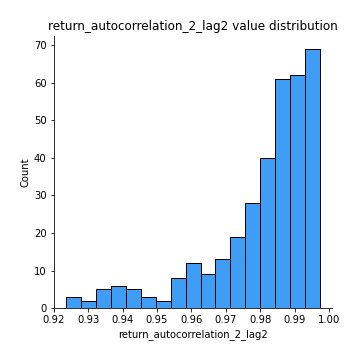 return_autocorrelation_2_lag2 value distribution
70
60
50
40
30
20
10
0
Count
0.92 0.93 0.94 0.95 0.96 0.97 0.98 0.99 1.00
return_autocorrelation_2_lag2